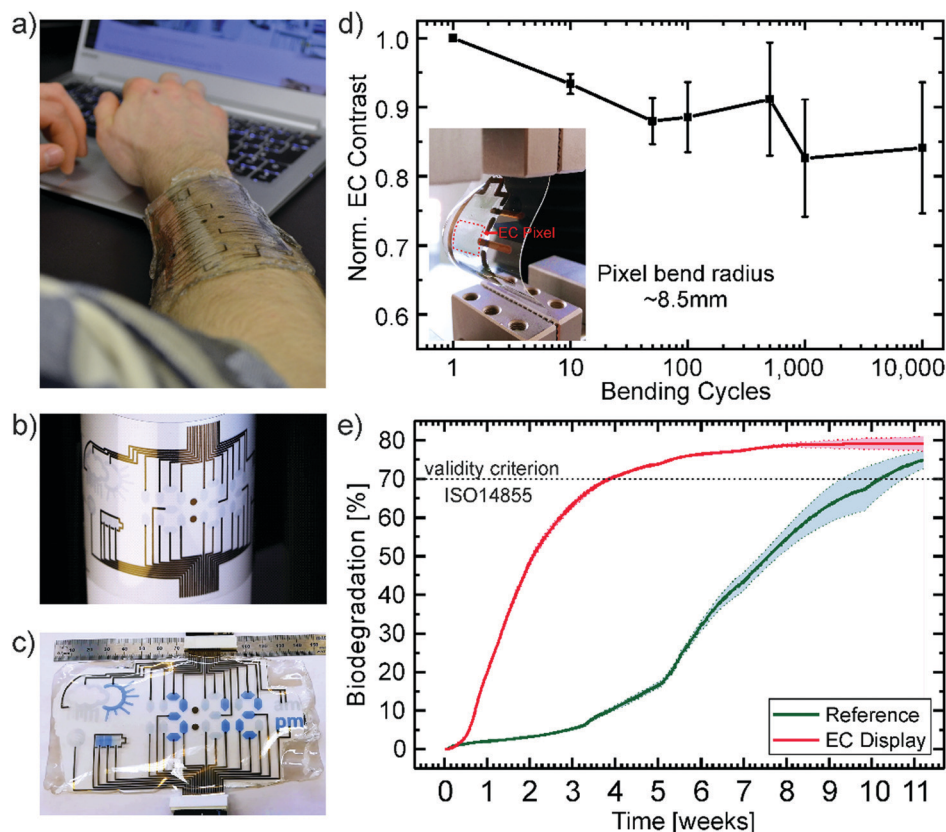 a)
d)
1.0
0.9
0.8
0.7
0.6
Norm. EC Contrast
EC Pixel
Pixel bend radius
~8.5mm
1
10
100
1,000
10,000
Bending Cycles
b)
c)
pm
e)
80
70
60
50
40
30
20
10
0
Biodegradation [%]
validity criterion
ISO14855
Reference
EC Display
0 1 2 3 4 5 6 7 8 9 10 11
Time [weeks]